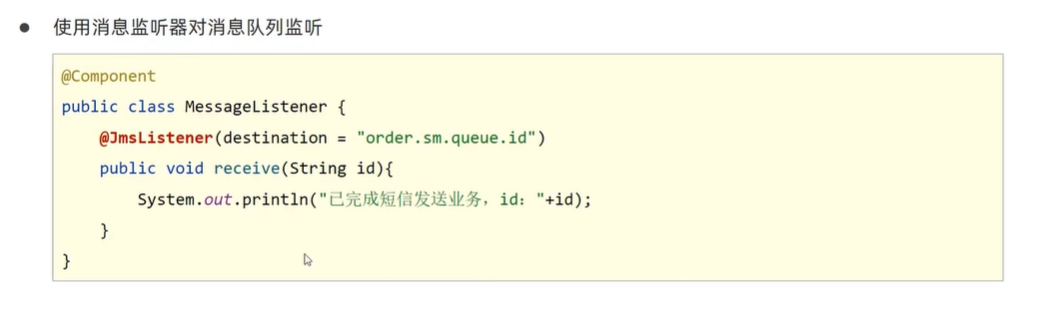 ● 使用消息监听器对消息队列监听
@Component
public class MessageListener {
    @JmsListener(destination = "order.sm.queue.id")
    public void receive(String id){
        System.out.println("已完成短信发送业务，id："+id);
    }
}